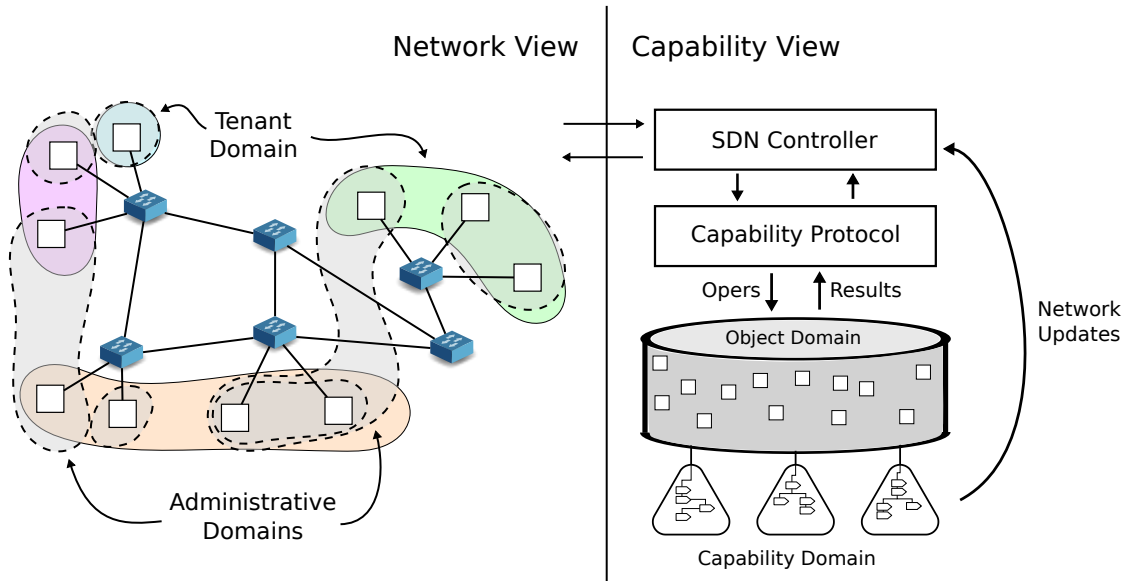 Network View
Capability View
Tenant
Domain
SDN Controller
Capability Protocol
Opers
Results
Network
Updates
Object Domain
Administrative
Domains
Capability Domain